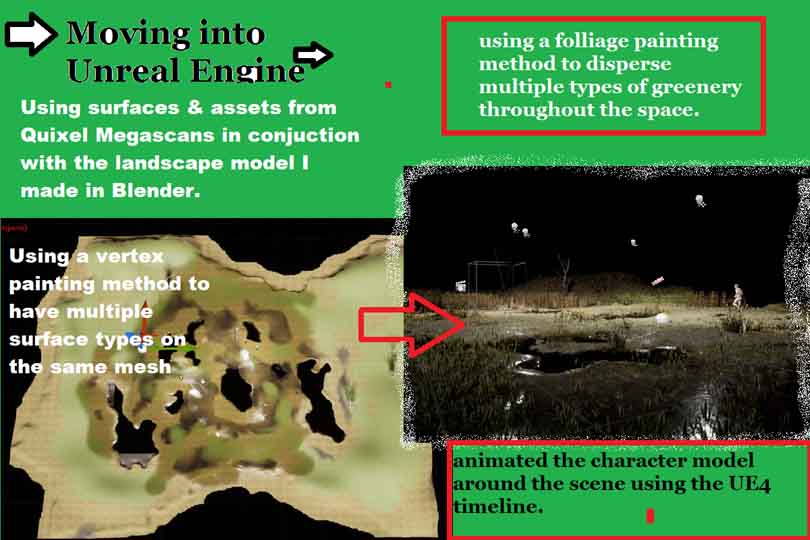 Moving into
Unreal Engine
using a folliage painting
method to disperse
multiple types of greenery
throughout the space.
Using surfaces & assets from
Quixel Megascans in conjuction
with the landscape model I
made in Blender.
Using a vertex
painting method to
have multiple
surface types on
the same mesh
animated the character model
around the scene using the UE4
timeline.